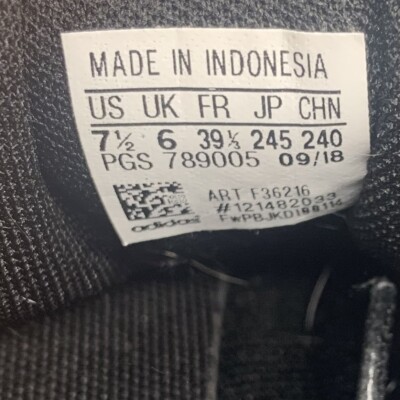 MADE IN INDONESIA
US UK FR JP CHN
7½ 6 39⅓ 245 240
PGS 789005 09/18
ART F36216
#121482033
adidas